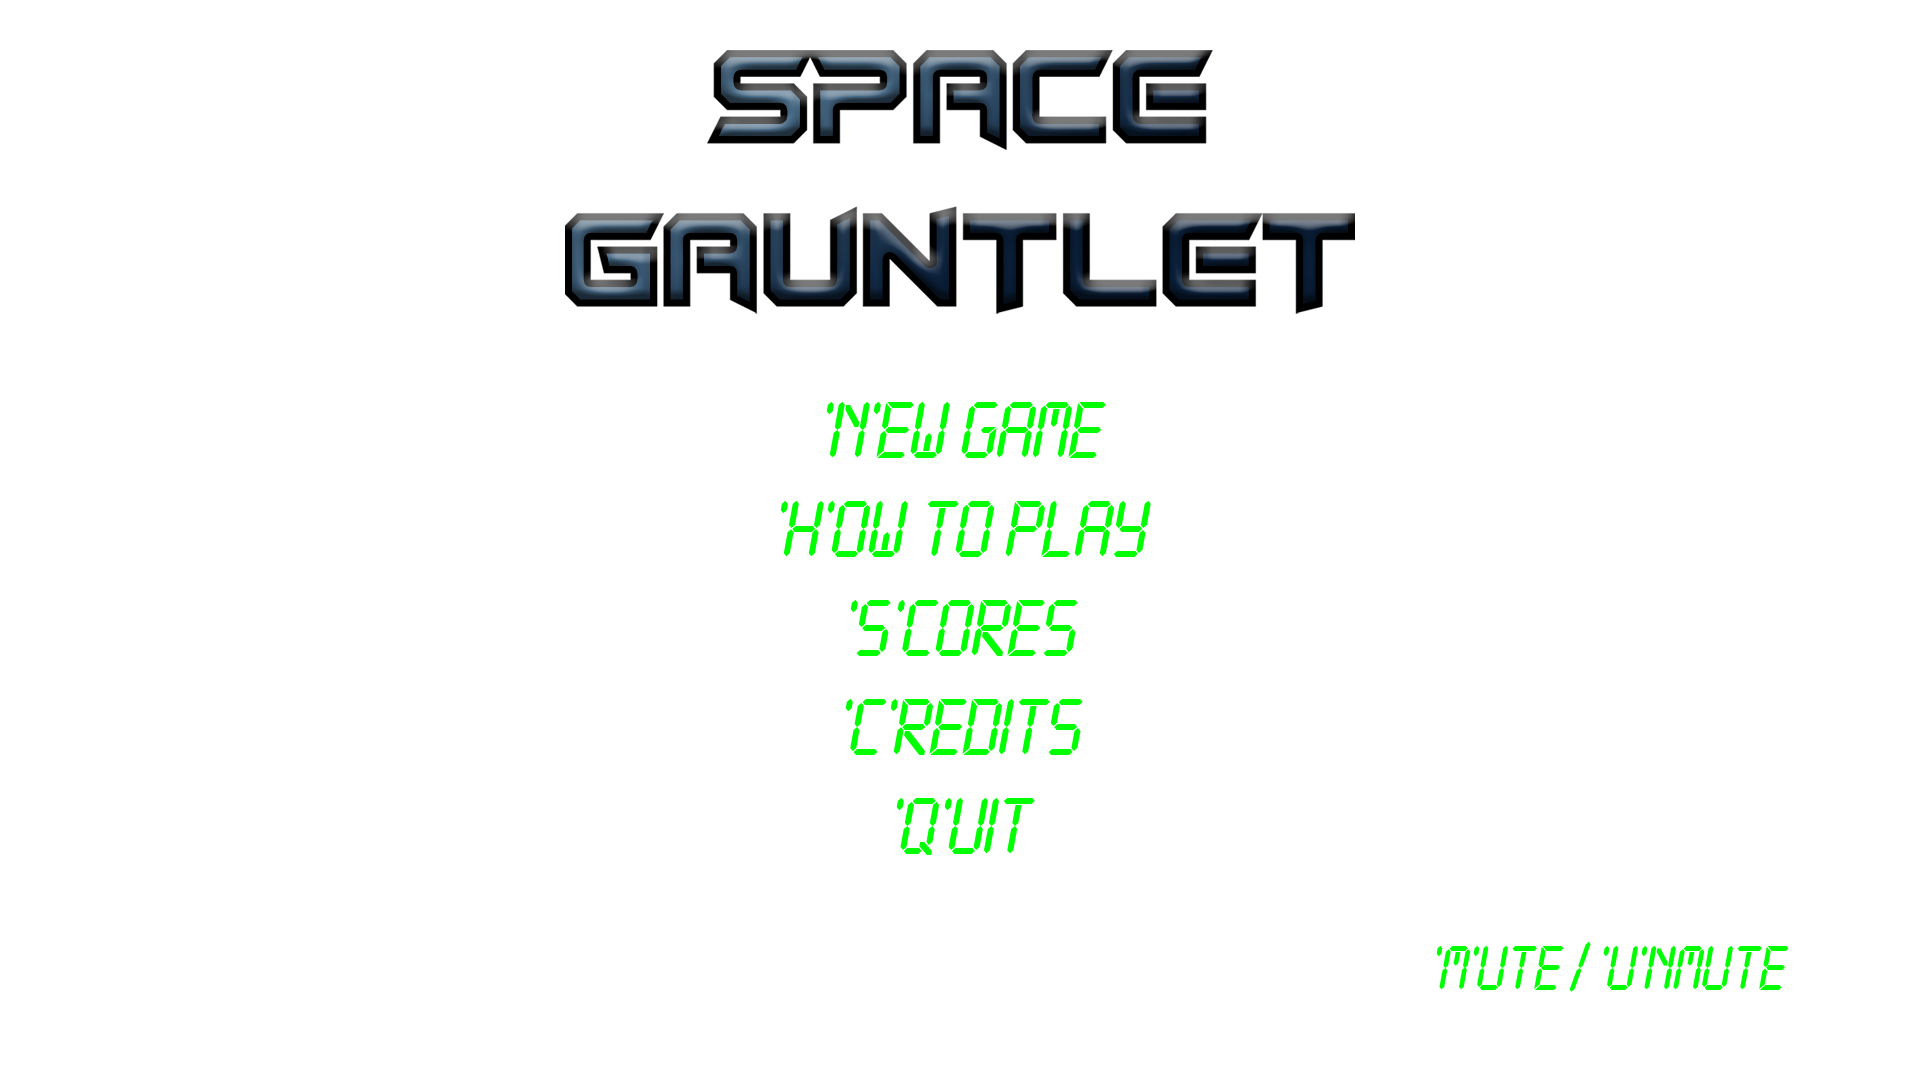 SPACE
GAUNTLET
'N'EW GAME
'H'OW TO PLAY
'S'CORES
'C'REDITS
'Q'UIT
'M'UTE / 'U'NMUTE